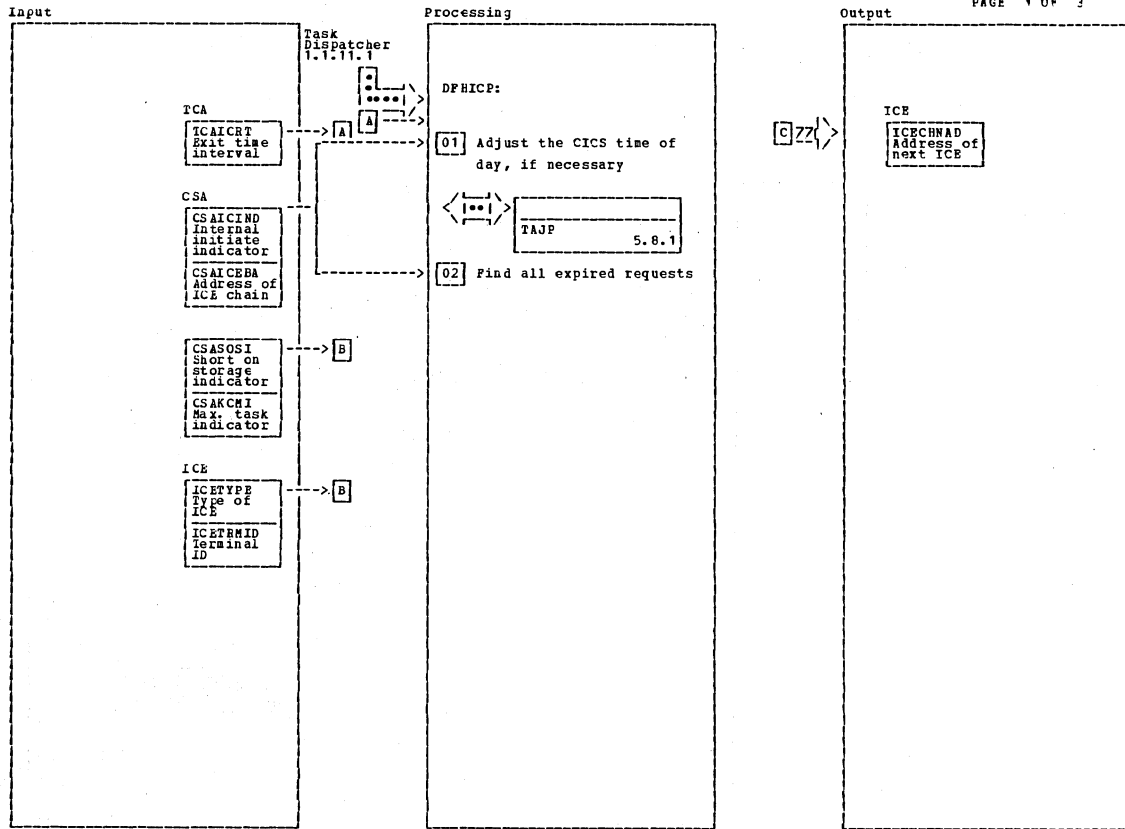 PAGE 1 OF 3
Input
Processing
Output
Task
Dispatcher
1.1.11.1
DFHICP:
TCA
TCAICRT
Exit time
interval
A
A
01 Adjust the CICS time of
day, if necessary
C
ICE
ICECHNAD
Address of
next ICE
CSA
CSAICIND
Internal
initiate
indicator
CSAICEBA
Address of
ICE chain
TAJP
5.8.1
02 Find all expired requests
CSASOSI
Short on
storage
indicator
B
CSAKCMI
Max. task
indicator
ICE
ICETYPE
Type of
ICE
B
ICETRMID
Terminal
ID